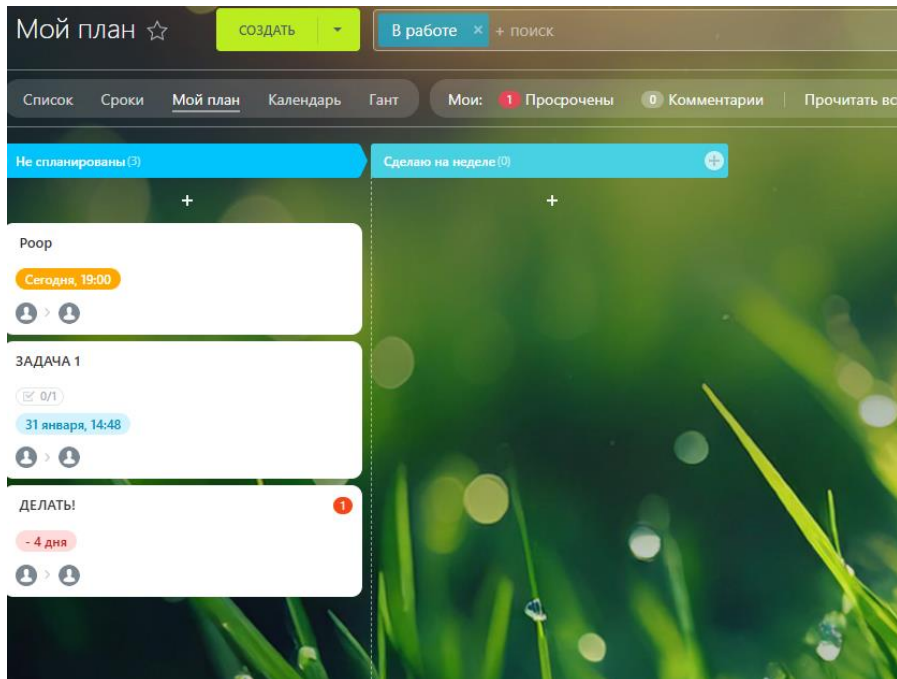 Мой план
СОЗДАТЬ
В работе × + поиск
Список Сроки Мой план Календарь Гант Мои: 1 Просрочены 0 Комментарии Прочитать вс
Не спланированы (3)
Сделаю на неделе (0)
Poop
Сегодня, 19:00
ЗАДАЧА 1
0/1
31 января, 14:48
ДЕЛАТЬ! 1
- 4 дня